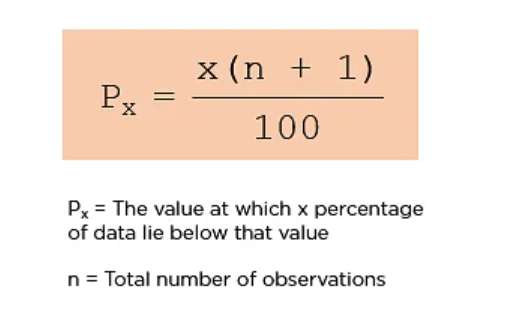 Px = x(n + 1)
100
Px = The value at which x percentage
of data lie below that value
n = Total number of observations